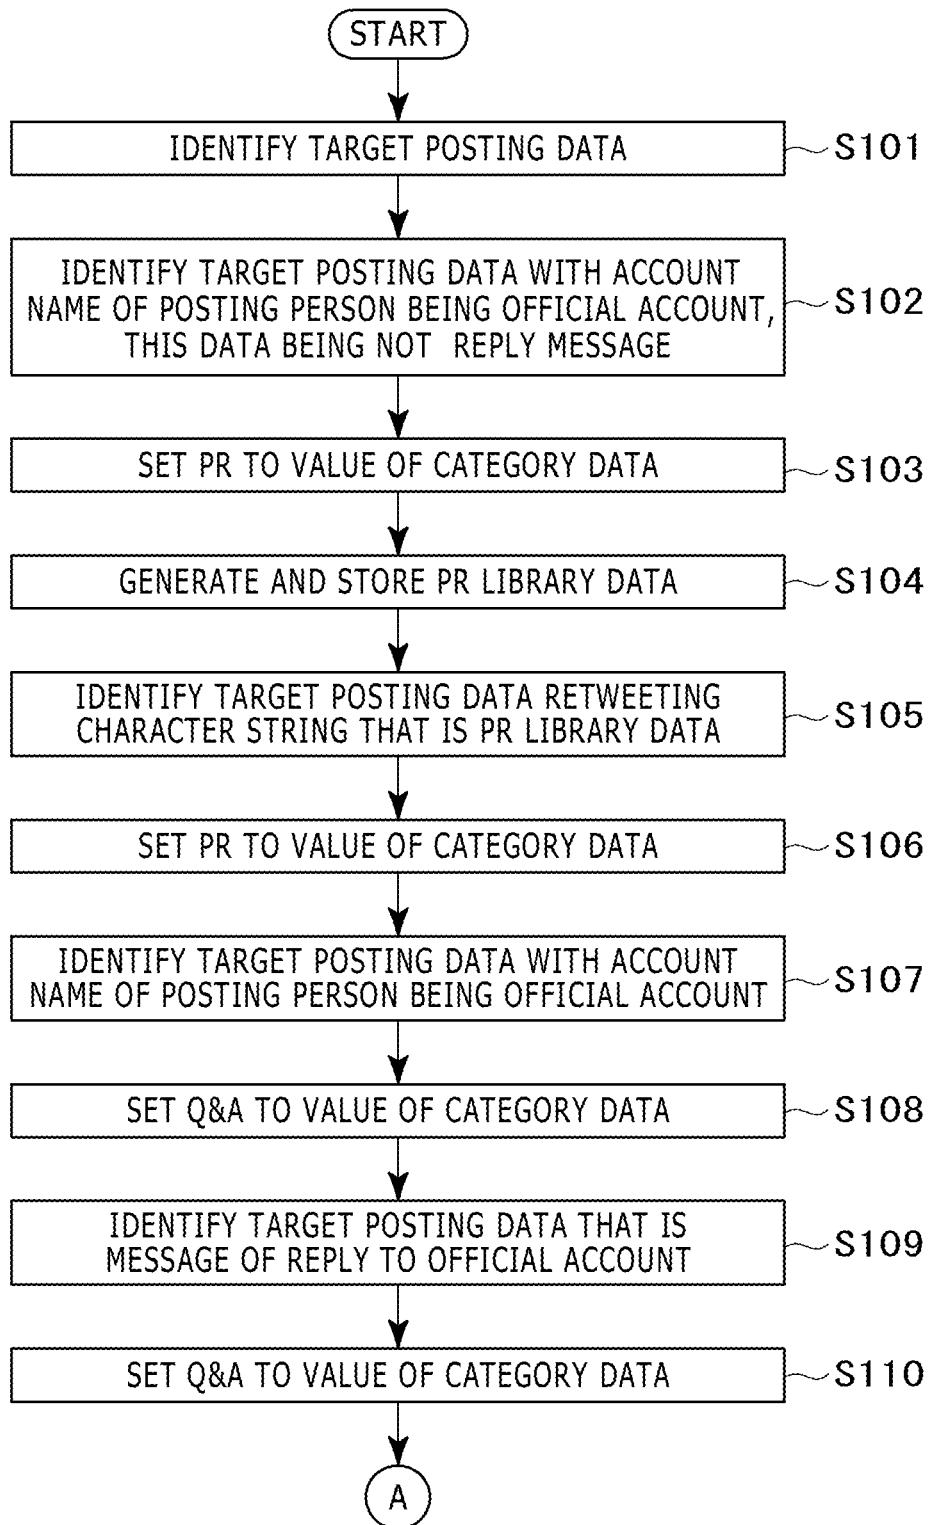 START
IDENTIFY TARGET POSTING DATA
S101
IDENTIFY TARGET POSTING DATA WITH ACCOUNT
NAME OF POSTING PERSON BEING OFFICIAL ACCOUNT,
THIS DATA BEING NOT REPLY MESSAGE
S102
SET PR TO VALUE OF CATEGORY DATA
S103
GENERATE AND STORE PR LIBRARY DATA
S104
IDENTIFY TARGET POSTING DATA RETWEETING
CHARACTER STRING THAT IS PR LIBRARY DATA
S105
SET PR TO VALUE OF CATEGORY DATA
S106
IDENTIFY TARGET POSTING DATA WITH ACCOUNT
NAME OF POSTING PERSON BEING OFFICIAL ACCOUNT
S107
SET Q&A TO VALUE OF CATEGORY DATA
S108
IDENTIFY TARGET POSTING DATA THAT IS
MESSAGE OF REPLY TO OFFICIAL ACCOUNT
S109
SET Q&A TO VALUE OF CATEGORY DATA
S110
A